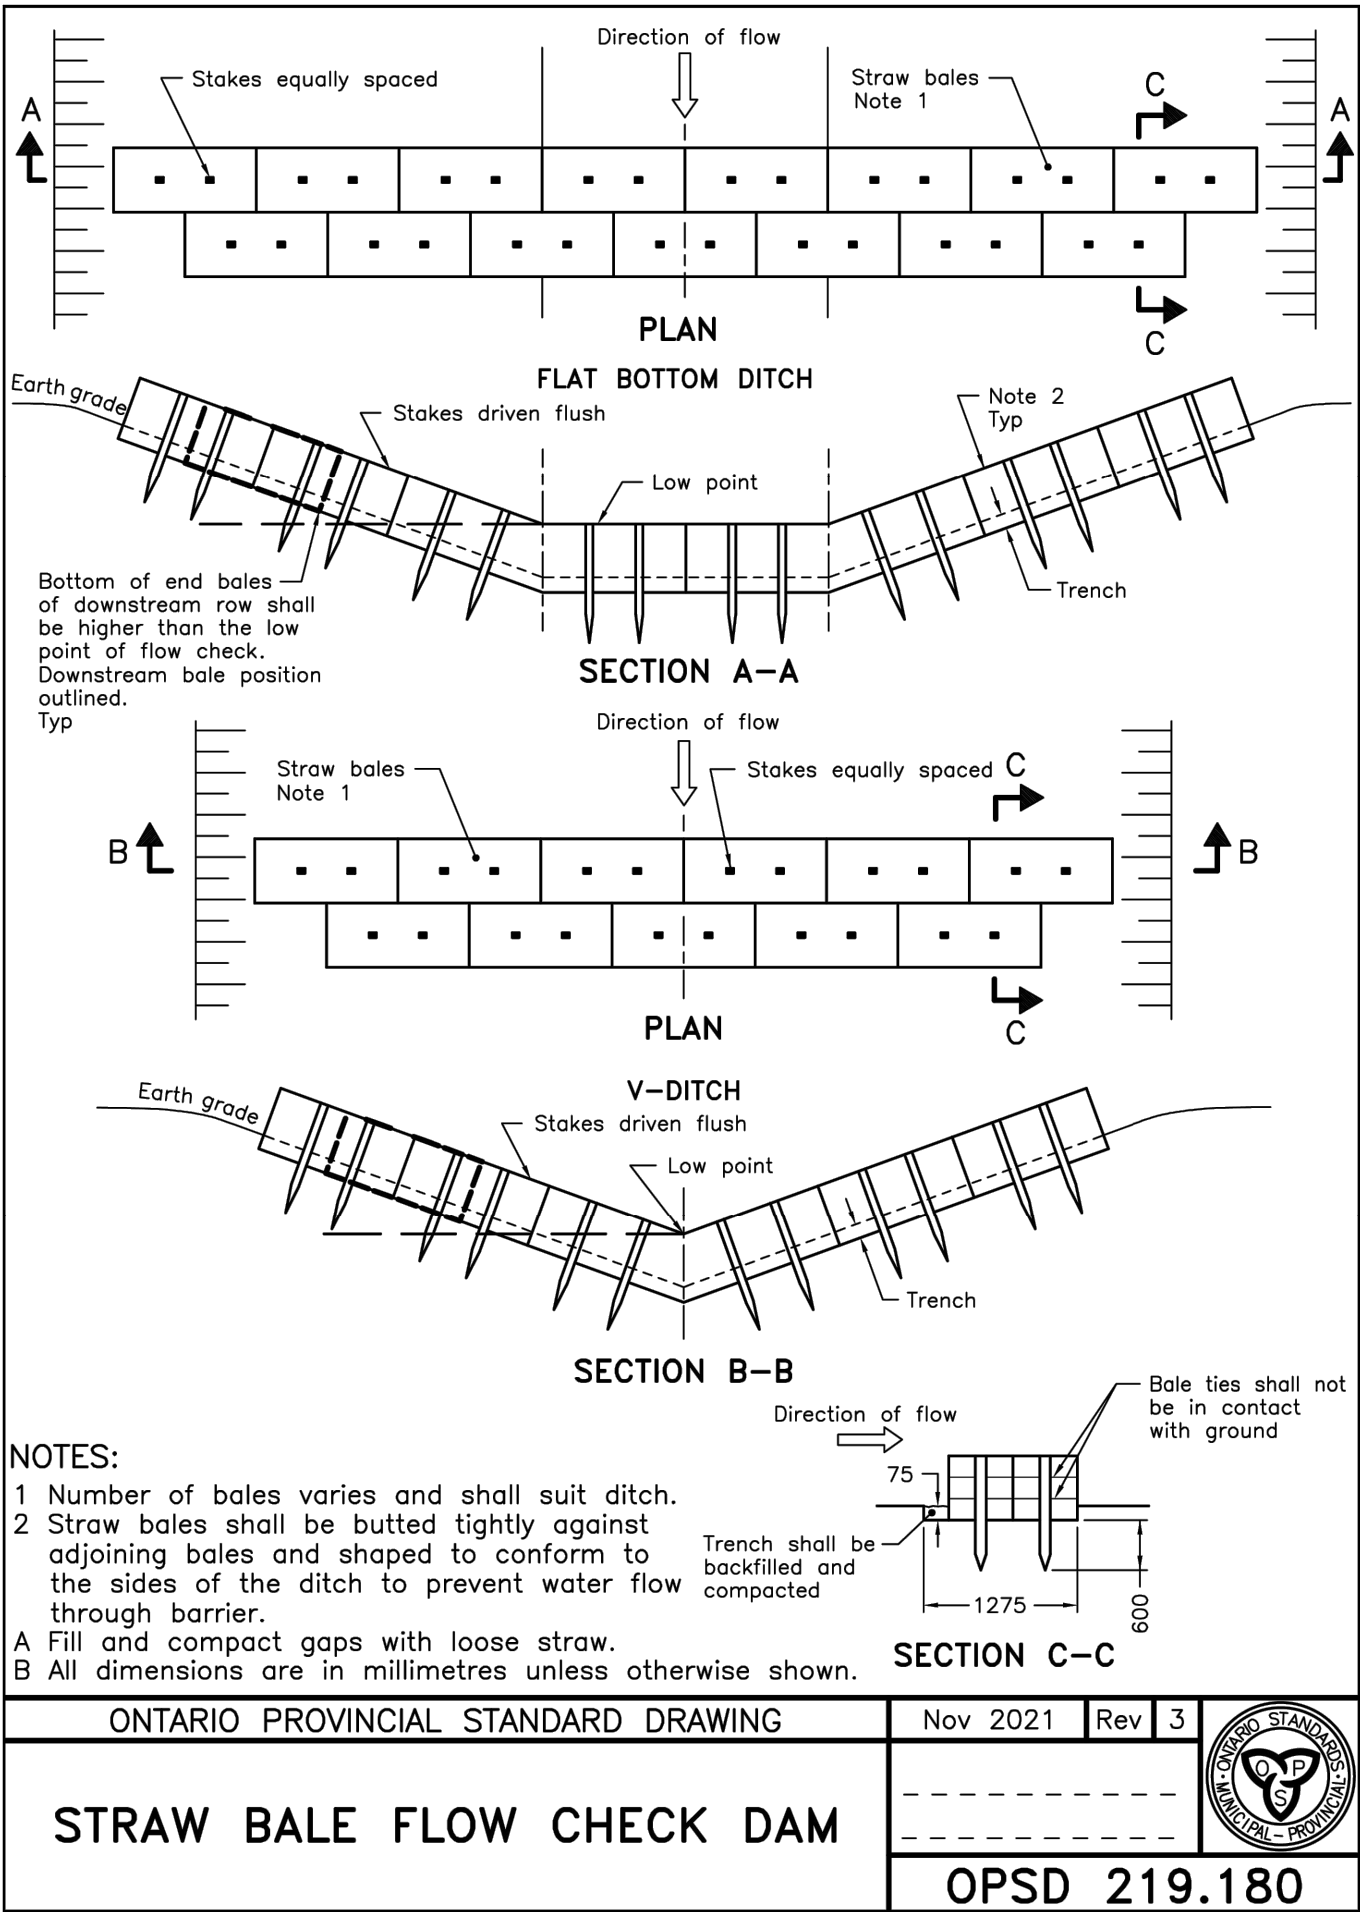 Direction of flow
Stakes equally spaced
Straw bales
Note 1
C
A
A
PLAN
C
FLAT BOTTOM DITCH
Earth grade
Stakes driven flush
Note 2
Typ
Low point
Bottom of end bales
of downstream row shall
be higher than the low
point of flow check.
Downstream bale position
outlined.
Typ
Trench
SECTION A-A
Direction of flow
Straw bales
Note 1
Stakes equally spaced
C
B
B
PLAN
C
V-DITCH
Earth grade
Stakes driven flush
Low point
Trench
SECTION B-B
Direction of flow
Bale ties shall not
be in contact
with ground
75
Trench shall be
backfilled and
compacted
1275
600
SECTION C-C
NOTES:
1 Number of bales varies and shall suit ditch.
2 Straw bales shall be butted tightly against
adjoining bales and shaped to conform to
the sides of the ditch to prevent water flow
through barrier.
A Fill and compact gaps with loose straw.
B All dimensions are in millimetres unless otherwise shown.
ONTARIO PROVINCIAL STANDARD DRAWING
Nov 2021
Rev
3
ONTARIO STANDARDS
MUNICIPAL-PROVINCIAL
O P
S
STRAW BALE FLOW CHECK DAM
OPSD 219.180